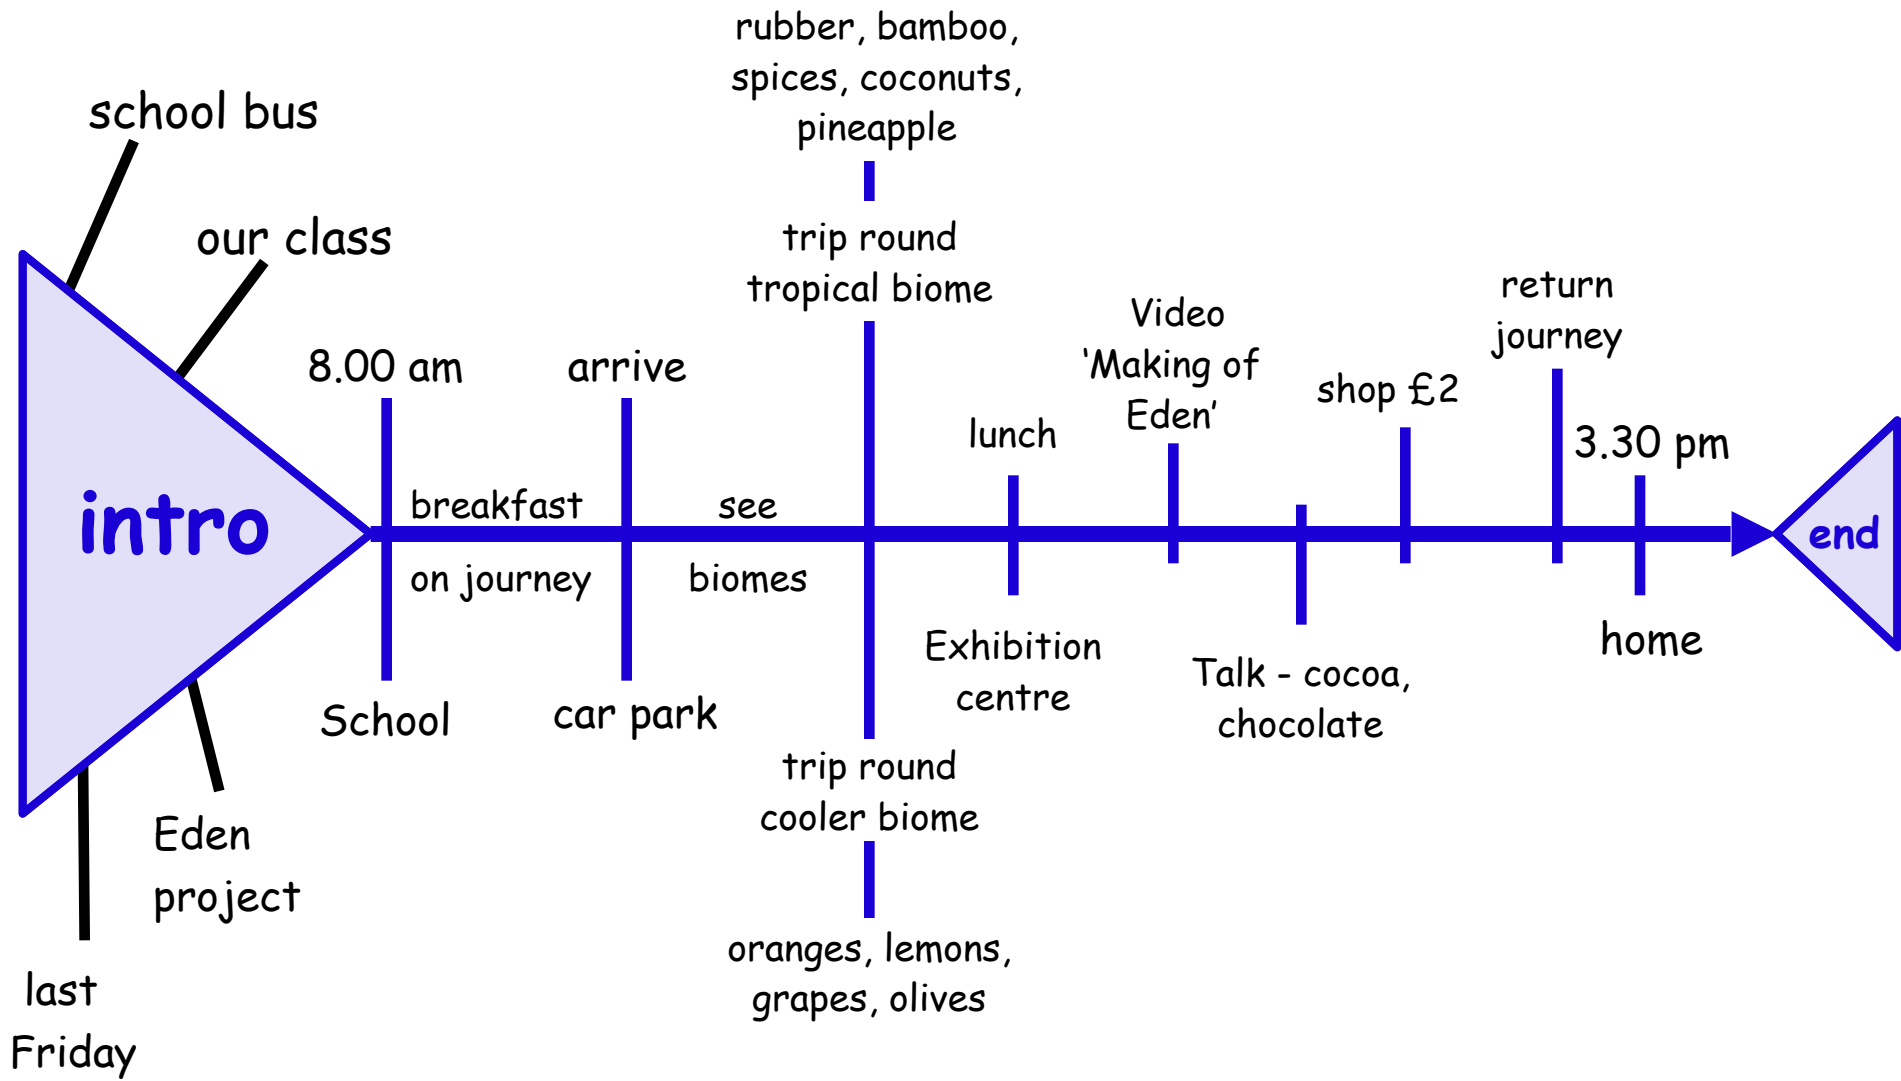 rubber, bamboo,
spices, coconuts,
pineapple
school bus
our class
trip round
tropical biome
8.00 am
arrive
lunch
Video
'Making of
Eden'
shop £2
return
journey
3.30 pm
intro
breakfast
on journey
see
biomes
end
School
car park
Exhibition
centre
Talk - cocoa,
chocolate
home
trip round
cooler biome
Eden
project
oranges, lemons,
grapes, olives
last
Friday